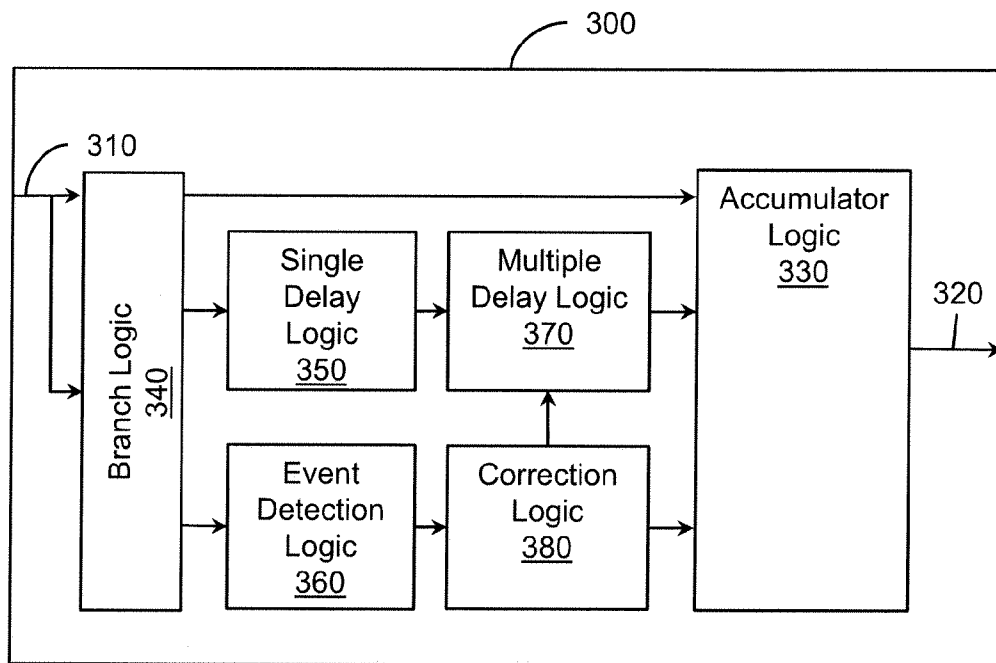 300
310
Branch Logic
340
Single
Delay
Logic
350
Multiple
Delay Logic
370
Accumulator
Logic
330
320
Event
Detection
Logic
360
Correction
Logic
380